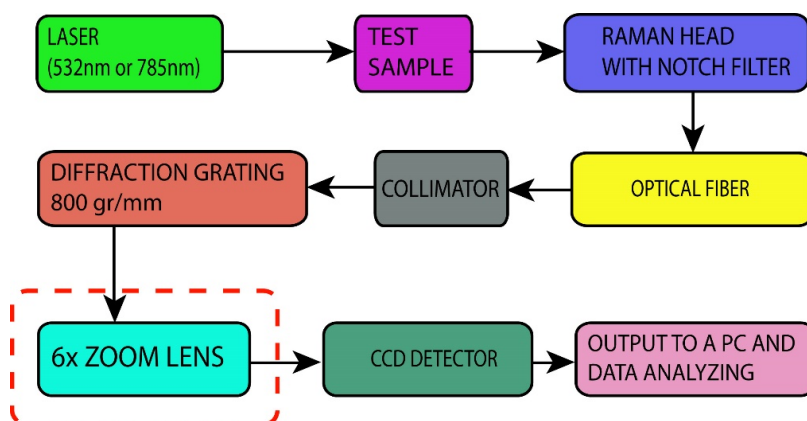 LASER
(532nm or 785nm)
TEST
SAMPLE
RAMAN HEAD
WITH NOTCH FILTER
DIFFRACTION GRATING
800 gr/mm
COLLIMATOR
OPTICAL FIBER
6x ZOOM LENS
CCD DETECTOR
OUTPUT TO A PC AND
DATA ANALYZING